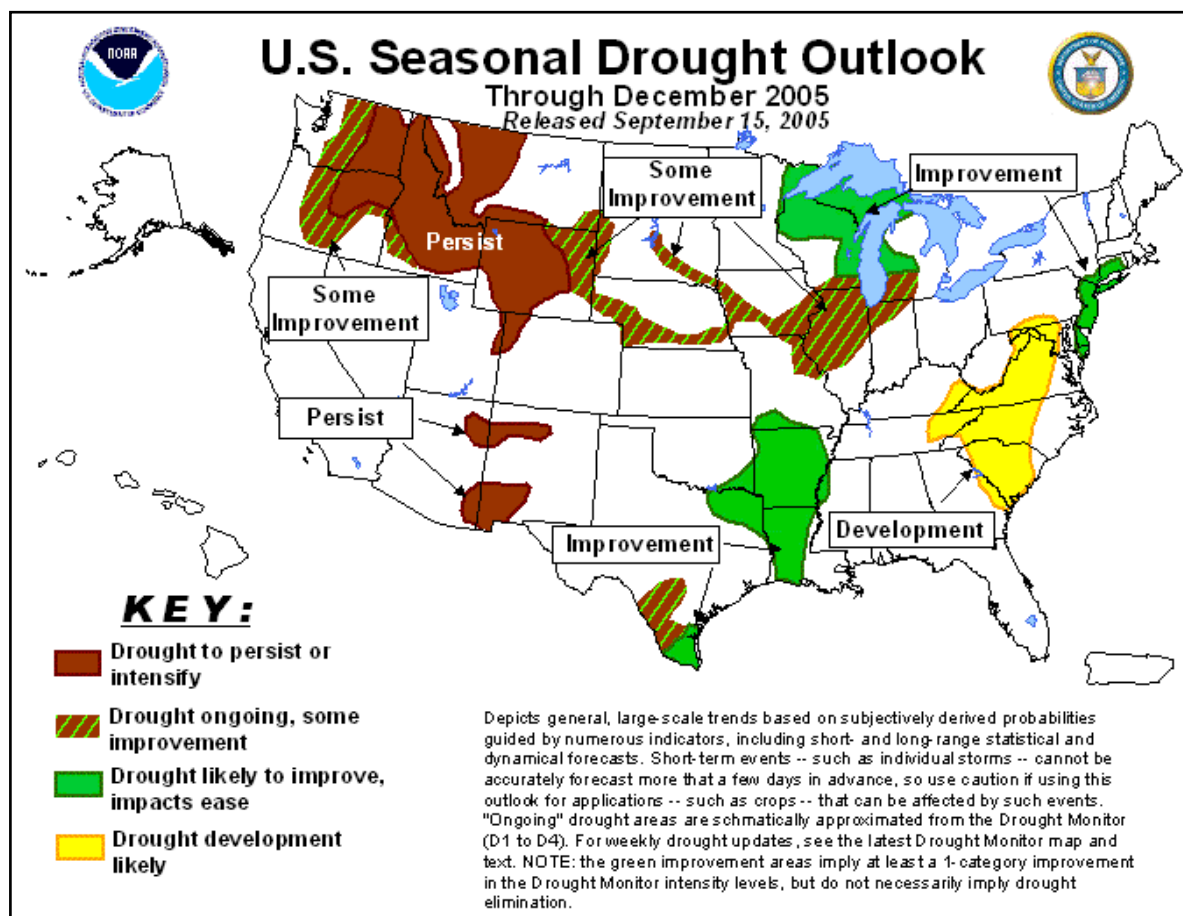 NOAA
U.S. Seasonal Drought Outlook
Through December 2005
Released September 15, 2005
Some
Improvement
Improvement
Persist
Some
Improvement
Persist
Improvement
Development
KEY:
Drought to persist or
intensify
Drought ongoing, some
improvement
Drought likely to improve,
impacts ease
Drought development
likely
Depicts general, large-scale trends based on subjectively derived probabilities
guided by numerous indicators, including short- and long-range statistical and
dynamical forecasts. Short-term events -- such as individual storms -- cannot be
accurately forecast more that a few days in advance, so use caution if using this
outlook for applications -- such as crops -- that can be affected by such events.
"Ongoing" drought areas are schmatically approximated from the Drought Monitor
(D1 to D4). For weekly drought updates, see the latest Drought Monitor map and
text. NOTE: the green improvement areas imply at least a 1-category improvement
in the Drought Monitor intensity levels, but do not necessarily imply drought
elimination.